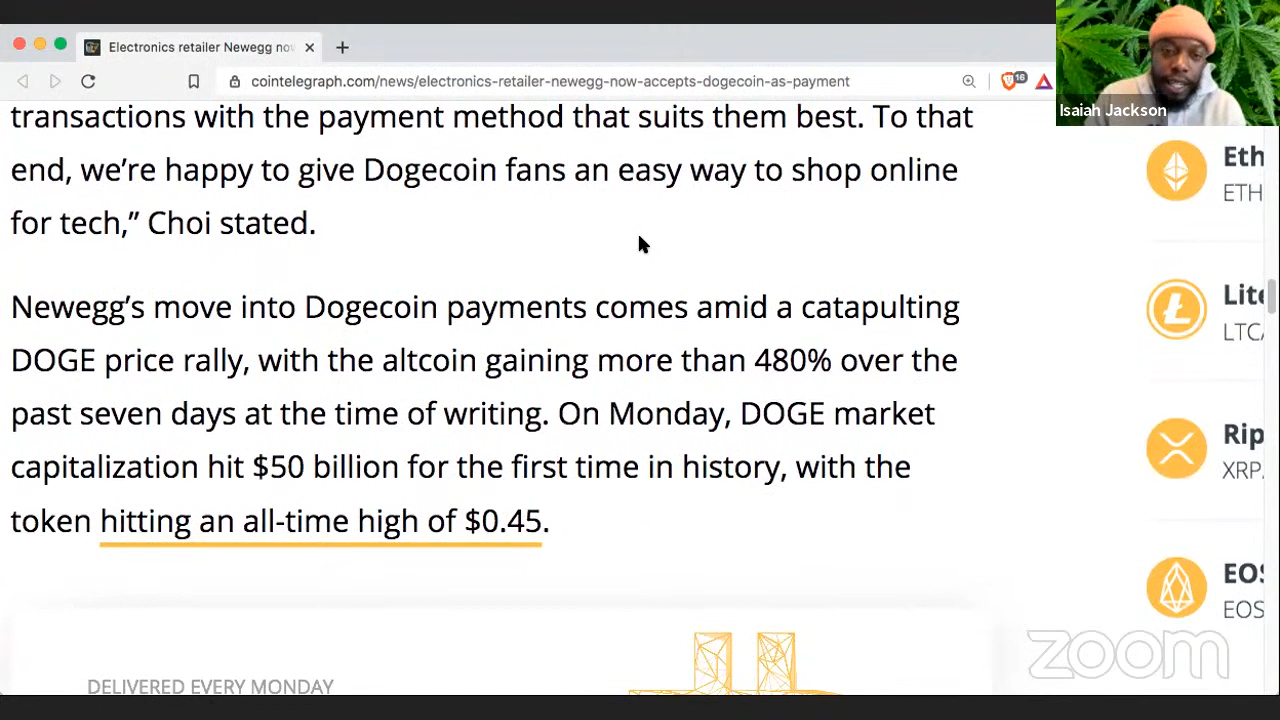 Electronics retailer Newegg no
cointelegraph.com/news/electronics-retailer-newegg-now-accepts-dogecoin-as-payment
16
Isaiah Jackson
transactions with the payment method that suits them best. To that
end, we’re happy to give Dogecoin fans an easy way to shop online
for tech,” Choi stated.
Newegg’s move into Dogecoin payments comes amid a catapulting
DOGE price rally, with the altcoin gaining more than 480% over the
past seven days at the time of writing. On Monday, DOGE market
capitalization hit $50 billion for the first time in history, with the
token hitting an all-time high of $0.45.
DELIVERED EVERY MONDAY
Eth
ETH
Lite
LTC
Rip
XRP
EOS
EOS
zoom